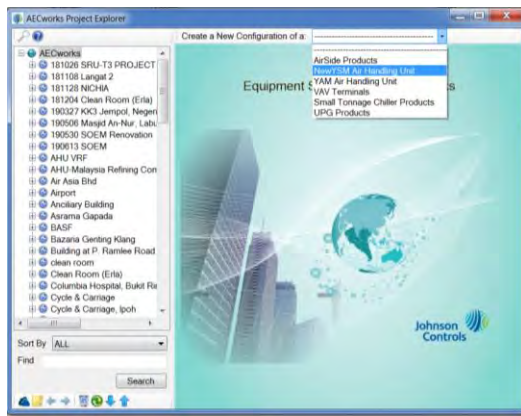 AECworks Project Explorer
Create a New Configuration of a:
AECworks
181026 SRU-T3 PROJECT
181108 Langat 2
181128 NICHIA
181204 Clean Room (Erla)
190327 KK3 Jempol, Negeri
190506 Masjid An-Nur, Labu
190530 SOEM Renovation
190613 SOEM
AHU VRF
AHU-Malaysia Refining Con
Air Asia Bhd
Airport
Anciliary Building
Asrama Gapada
BASF
Bazana Genting Klang
Building at P. Ramlee Road
clean room
Clean Room (Erla)
Columbia Hospital, Bukit Ri
Cycle & Carriage
Cycle & Carriage, Ipoh
Sort By ALL
Find
Search
AirSide Products
NewYSM Air Handling Unit
YAM Air Handling Unit
VAV Terminals
Small Tonnage Chiller Products
UPG Products
Equipment S
Johnson
Controls